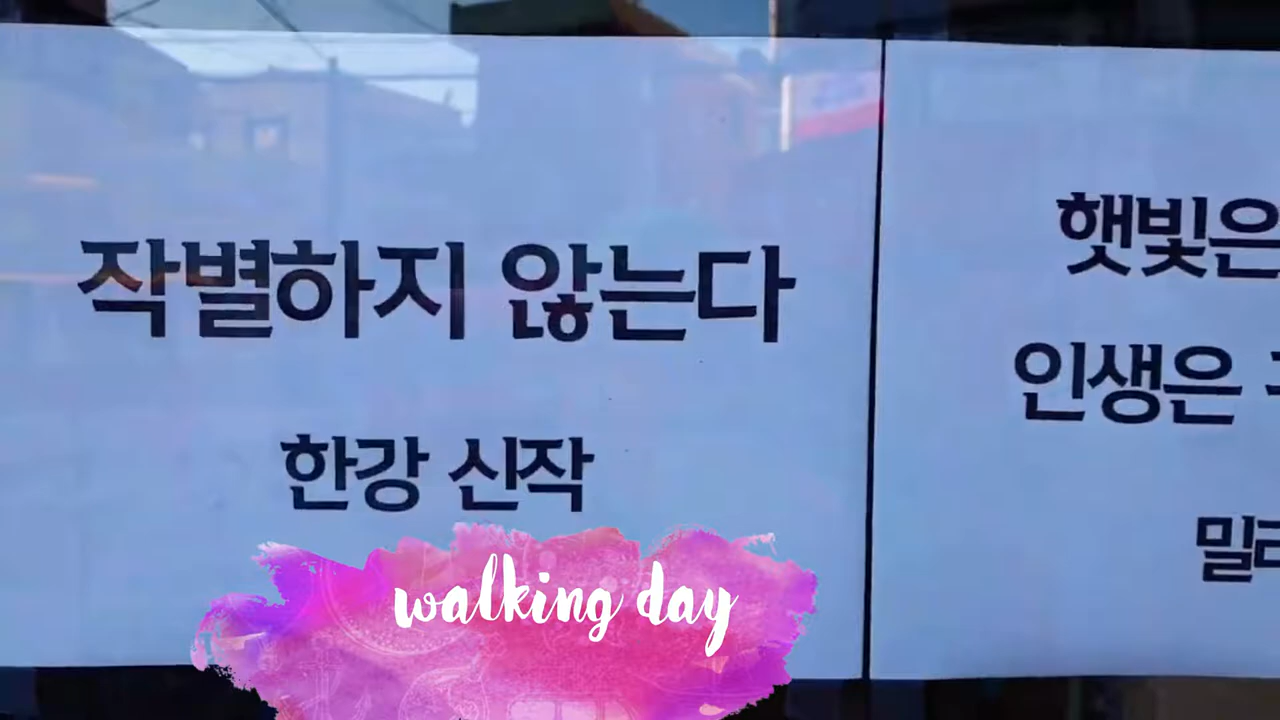 작별하지 않는다
한강 신작
햇빛은
인생은
walking day